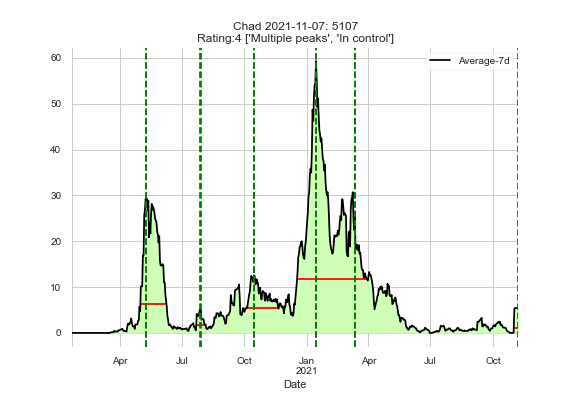 Chad 2021-11-07: 5107
Rating:4 ['Multiple peaks', 'In control']
Average-7d
60
50
40
30
20
10
0
Apr Jul Oct Jan Apr Jul Oct
2021
Date